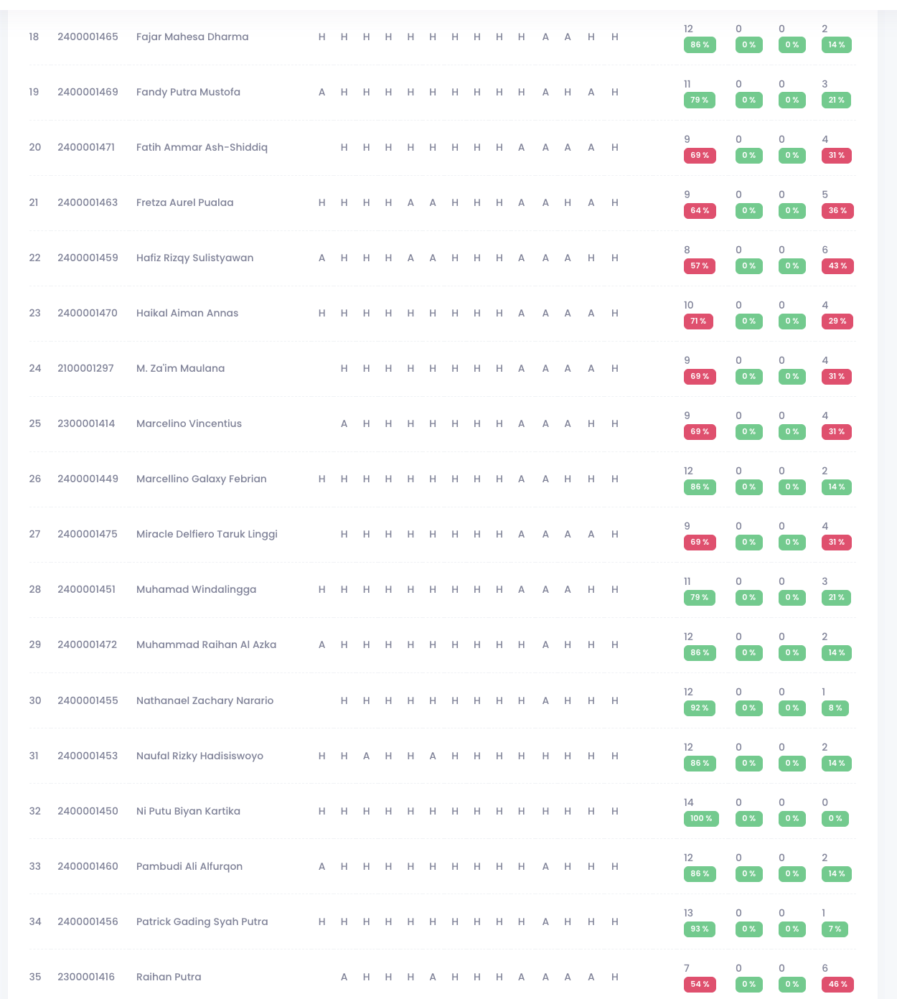 18 2400001465 Fajar Mahesa Dharma H H H H H H H H H H A A H H 12 0 0 2
86 % 0 % 0 % 14 %
19 2400001469 Fandy Putra Mustofa A H H H H H H H H H A H A H 11 0 0 3
79 % 0 % 0 % 21 %
20 2400001471 Fatih Ammar Ash-Shiddiq H H H H H H H H A A A A H 9 0 0 4
69 % 0 % 0 % 31 %
21 2400001463 Fretza Aurel Pualaa H H H H A A H H H A A H A H 9 0 0 5
64 % 0 % 0 % 36 %
22 2400001459 Hafiz Rizqy Sulistyawan A H H H A A H H H A A A H H 8 0 0 6
57 % 0 % 0 % 43 %
23 2400001470 Haikal Aiman Annas H H H H H H H H H A A A A H 10 0 0 4
71 % 0 % 0 % 29 %
24 2100001297 M. Za'im Maulana H H H H H H H H A A A A H 9 0 0 4
69 % 0 % 0 % 31 %
25 2300001414 Marcelino Vincentius A H H H H H H H A A A H H 9 0 0 4
69 % 0 % 0 % 31 %
26 2400001449 Marcellino Galaxy Febrian H H H H H H H H H A A H H H 12 0 0 2
86 % 0 % 0 % 14 %
27 2400001475 Miracle Delfiero Taruk Linggi H H H H H H H H A A A A H 9 0 0 4
69 % 0 % 0 % 31 %
28 2400001451 Muhamad Windalingga H H H H H H H H H A A A H H 11 0 0 3
79 % 0 % 0 % 21 %
29 2400001472 Muhammad Raihan Al Azka A H H H H H H H H H A H H H 12 0 0 2
86 % 0 % 0 % 14 %
30 2400001455 Nathanael Zachary Narario H H H H H H H H H A H H H 12 0 0 1
92 % 0 % 0 % 8 %
31 2400001453 Naufal Rizky Hadisiswoyo H H A H H A H H H H H H H H 12 0 0 2
86 % 0 % 0 % 14 %
32 2400001450 Ni Putu Biyan Kartika H H H H H H H H H H H H H H 14 0 0 0
100 % 0 % 0 % 0 %
33 2400001460 Pambudi Ali Alfurqon A H H H H H H H H H A H H H 12 0 0 2
86 % 0 % 0 % 14 %
34 2400001456 Patrick Gading Syah Putra H H H H H H H H H H A H H H 13 0 0 1
93 % 0 % 0 % 7 %
35 2300001416 Raihan Putra A H H H A H H H A A A A H 7 0 0 6
54 % 0 % 0 % 46 %